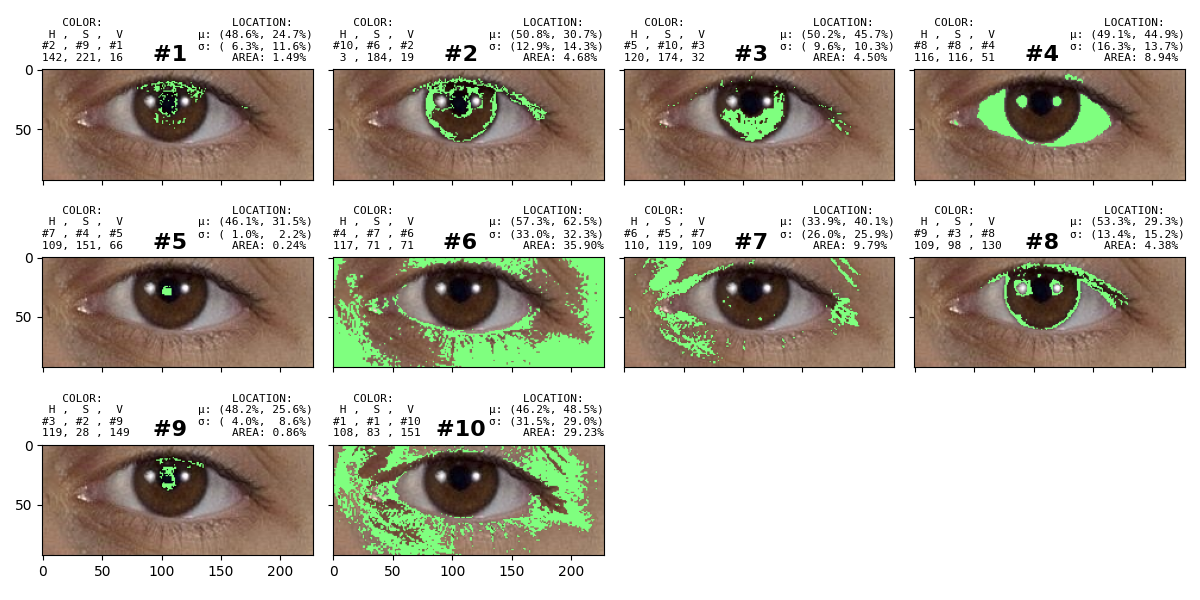 COLOR: LOCATION: COLOR: LOCATION: COLOR: LOCATION: COLOR: LOCATION:
H , S , V μ: (48.6%, 24.7%) H , S , V μ: (50.8%, 30.7%) H , S , V μ: (50.2%, 45.7%) H , S , V μ: (49.1%, 44.9%)
#2 , #9 , #1 #1 σ: ( 6.3%, 11.6%) #10, #6 , #2 #2 σ: (12.9%, 14.3%) #5 , #10, #3 #3 σ: ( 9.6%, 10.3%) #8 , #8 , #4 #4 σ: (16.3%, 13.7%)
142, 221, 16 AREA: 1.49% 3 , 184, 19 AREA: 4.68% 120, 174, 32 AREA: 4.50% 116, 116, 51 AREA: 8.94%
0
50
COLOR: LOCATION: COLOR: LOCATION: COLOR: LOCATION: COLOR: LOCATION:
H , S , V μ: (46.1%, 31.5%) H , S , V μ: (57.3%, 62.5%) H , S , V μ: (33.9%, 40.1%) H , S , V μ: (53.3%, 29.3%)
#7 , #4 , #5 #5 σ: ( 1.0%, 2.2%) #4 , #7 , #6 #6 σ: (33.0%, 32.3%) #6 , #5 , #7 #7 σ: (26.0%, 25.9%) #9 , #3 , #8 #8 σ: (13.4%, 15.2%)
109, 151, 66 AREA: 0.24% 117, 71 , 71 AREA: 35.90% 110, 119, 109 AREA: 9.79% 109, 98 , 130 AREA: 4.38%
0
50
COLOR: LOCATION: COLOR: LOCATION:
H , S , V μ: (48.2%, 25.6%) H , S , V μ: (46.2%, 48.5%)
#3 , #2 , #9 #9 σ: ( 4.0%, 8.6%) #1 , #1 , #10 #10 σ: (31.5%, 29.0%)
119, 28 , 149 AREA: 0.86% 108, 83 , 151 AREA: 29.23%
0
50
0 50 100 150 200 0 50 100 150 200